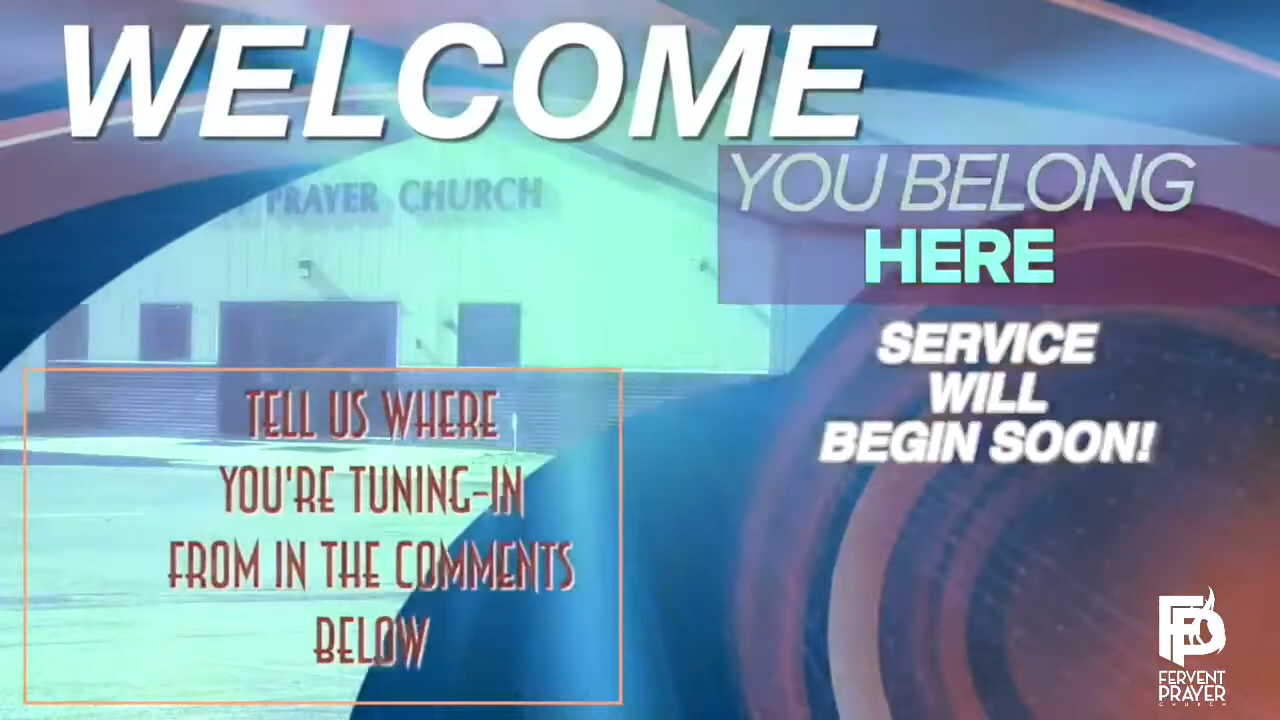 WELCOME
PRAYER CHURCH
YOU BELONG
HERE
SERVICE
WILL
BEGIN SOON!
TELL US WHERE
YOU'RE TUNING-IN
FROM IN THE COMMENTS
BELOW
FERVENT
PRAYER
CHURCH